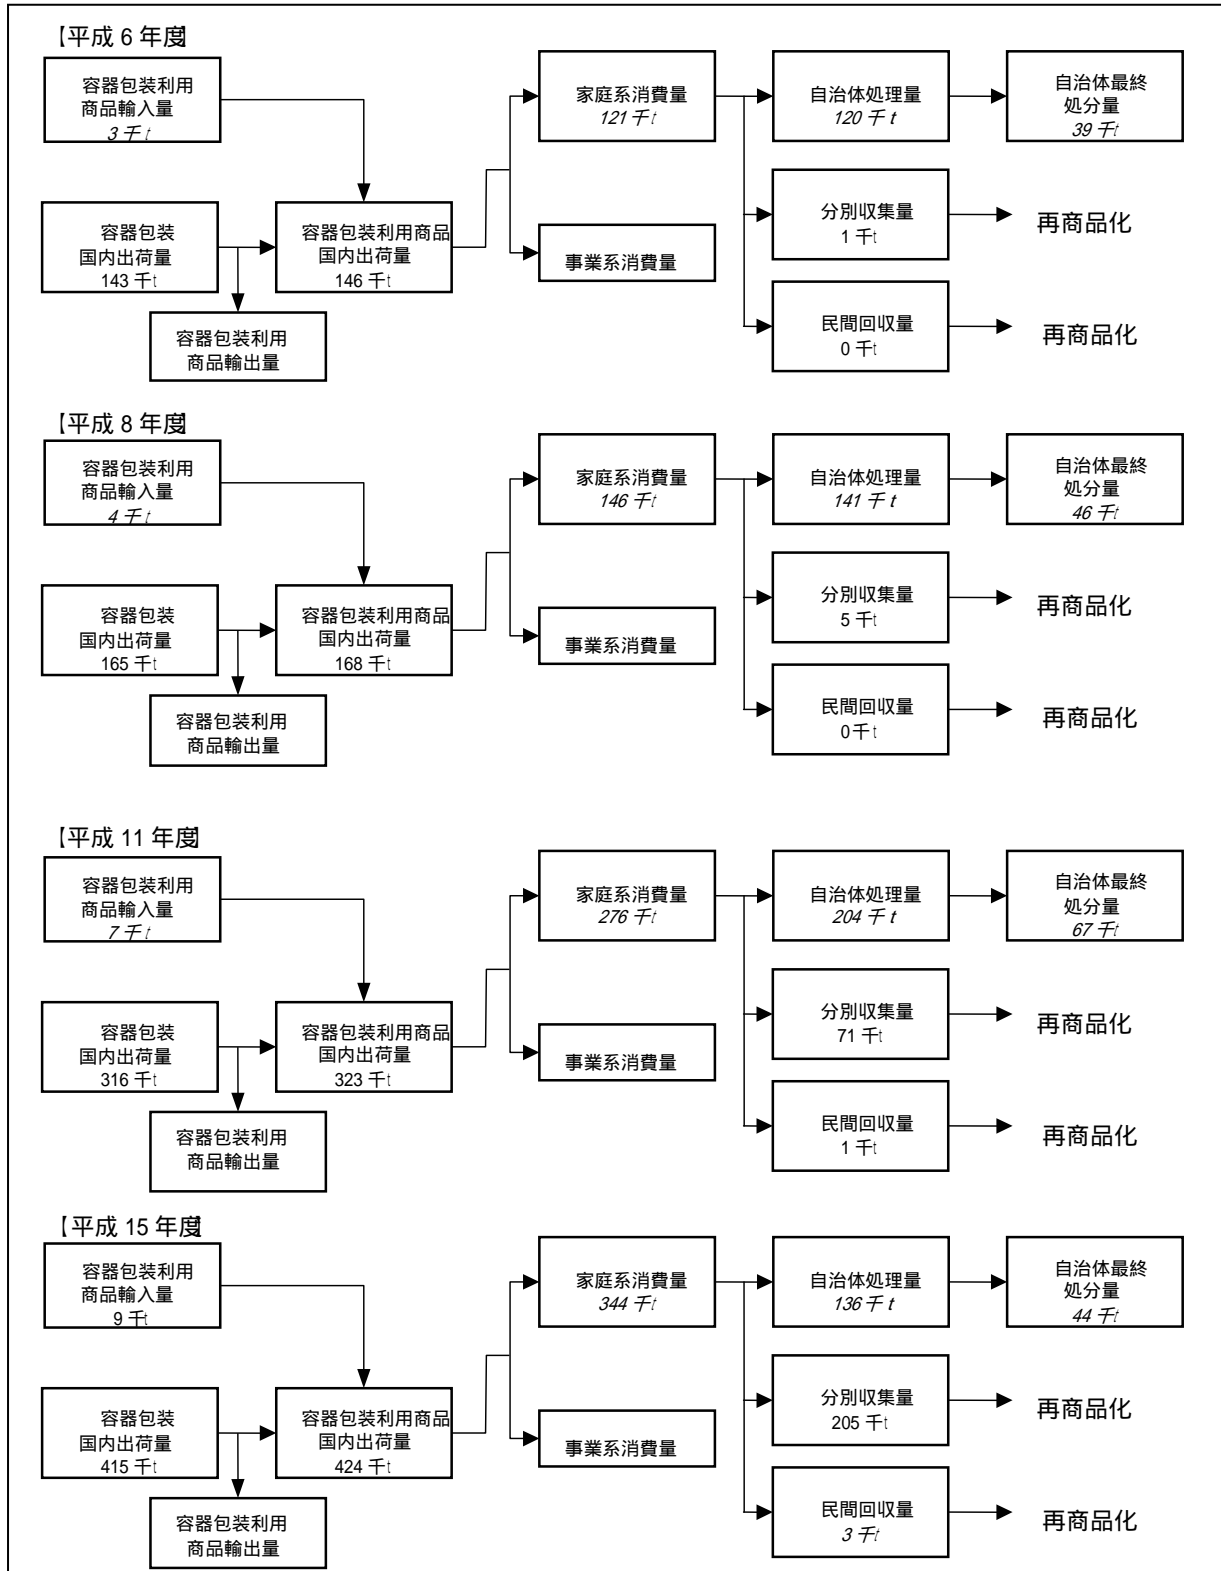 【平成 6 年度】
容器包装利用
商品輸入量
3 千t
容器包装
国内出荷量
143 千t
容器包装利用商品
国内出荷量
146 千t
容器包装利用
商品輸出量
家庭系消費量
121 千t
事業系消費量
自治体処理量
120 千 t
自治体最終
処分量
39 千t
分別収集量
1 千t
再商品化
民間回収量
0 千t
再商品化
【平成 8 年度】
容器包装利用
商品輸入量
4 千t
容器包装
国内出荷量
165 千t
容器包装利用商品
国内出荷量
168 千t
容器包装利用
商品輸出量
家庭系消費量
146 千t
事業系消費量
自治体処理量
141 千 t
自治体最終
処分量
46 千t
分別収集量
5 千t
再商品化
民間回収量
0千t
再商品化
【平成 11 年度】
容器包装利用
商品輸入量
7 千t
容器包装
国内出荷量
316 千t
容器包装利用商品
国内出荷量
323 千t
容器包装利用
商品輸出量
家庭系消費量
276 千t
事業系消費量
自治体処理量
204 千 t
自治体最終
処分量
67 千t
分別収集量
71 千t
再商品化
民間回収量
1 千t
再商品化
【平成 15 年度】
容器包装利用
商品輸入量
9 千t
容器包装
国内出荷量
415 千t
容器包装利用商品
国内出荷量
424 千t
容器包装利用
商品輸出量
家庭系消費量
344 千t
事業系消費量
自治体処理量
136 千 t
自治体最終
処分量
44 千t
分別収集量
205 千t
再商品化
民間回収量
3 千t
再商品化